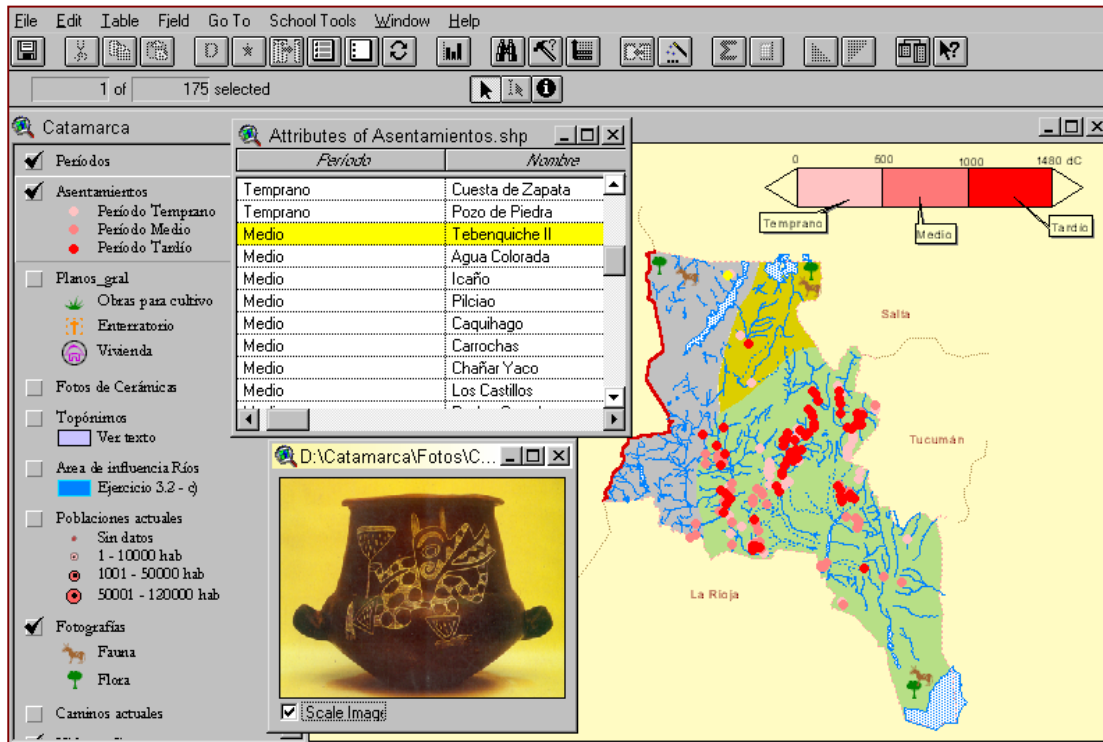 File Edit Table Field Go To School Tools Window Help
1 of 175 selected
Catamarca
Períodos
Asentamientos
Período Temprano
Período Medio
Período Tardío
Planos_gral
Obras para cultivo
Enterratorio
Vivienda
Fotos de Cerámicas
Topónimos
Ver texto
Area de influencia Ríos
Ejercicio 3.2 - c)
Poblaciones actuales
Sin datos
1 - 10000 hab
1001 - 50000 hab
50001 - 120000 hab
Fotografías
Fauna
Flora
Caminos actuales
Attributes of Asentamientos.shp
Período Nombre
Temprano Cuesta de Zapata
Temprano Pozo de Piedra
Medio Tebenquiche II
Medio Agua Colorada
Medio Icaño
Medio Pilciao
Medio Caquihago
Medio Carrochas
Medio Chañar Yaco
Medio Los Castillos
D:\Catamarca\Fotos\C...
Scale Image
0 500 1000 1480 dC
Temprano
Medio
Tardío
Salta
Tucumán
La Rioja